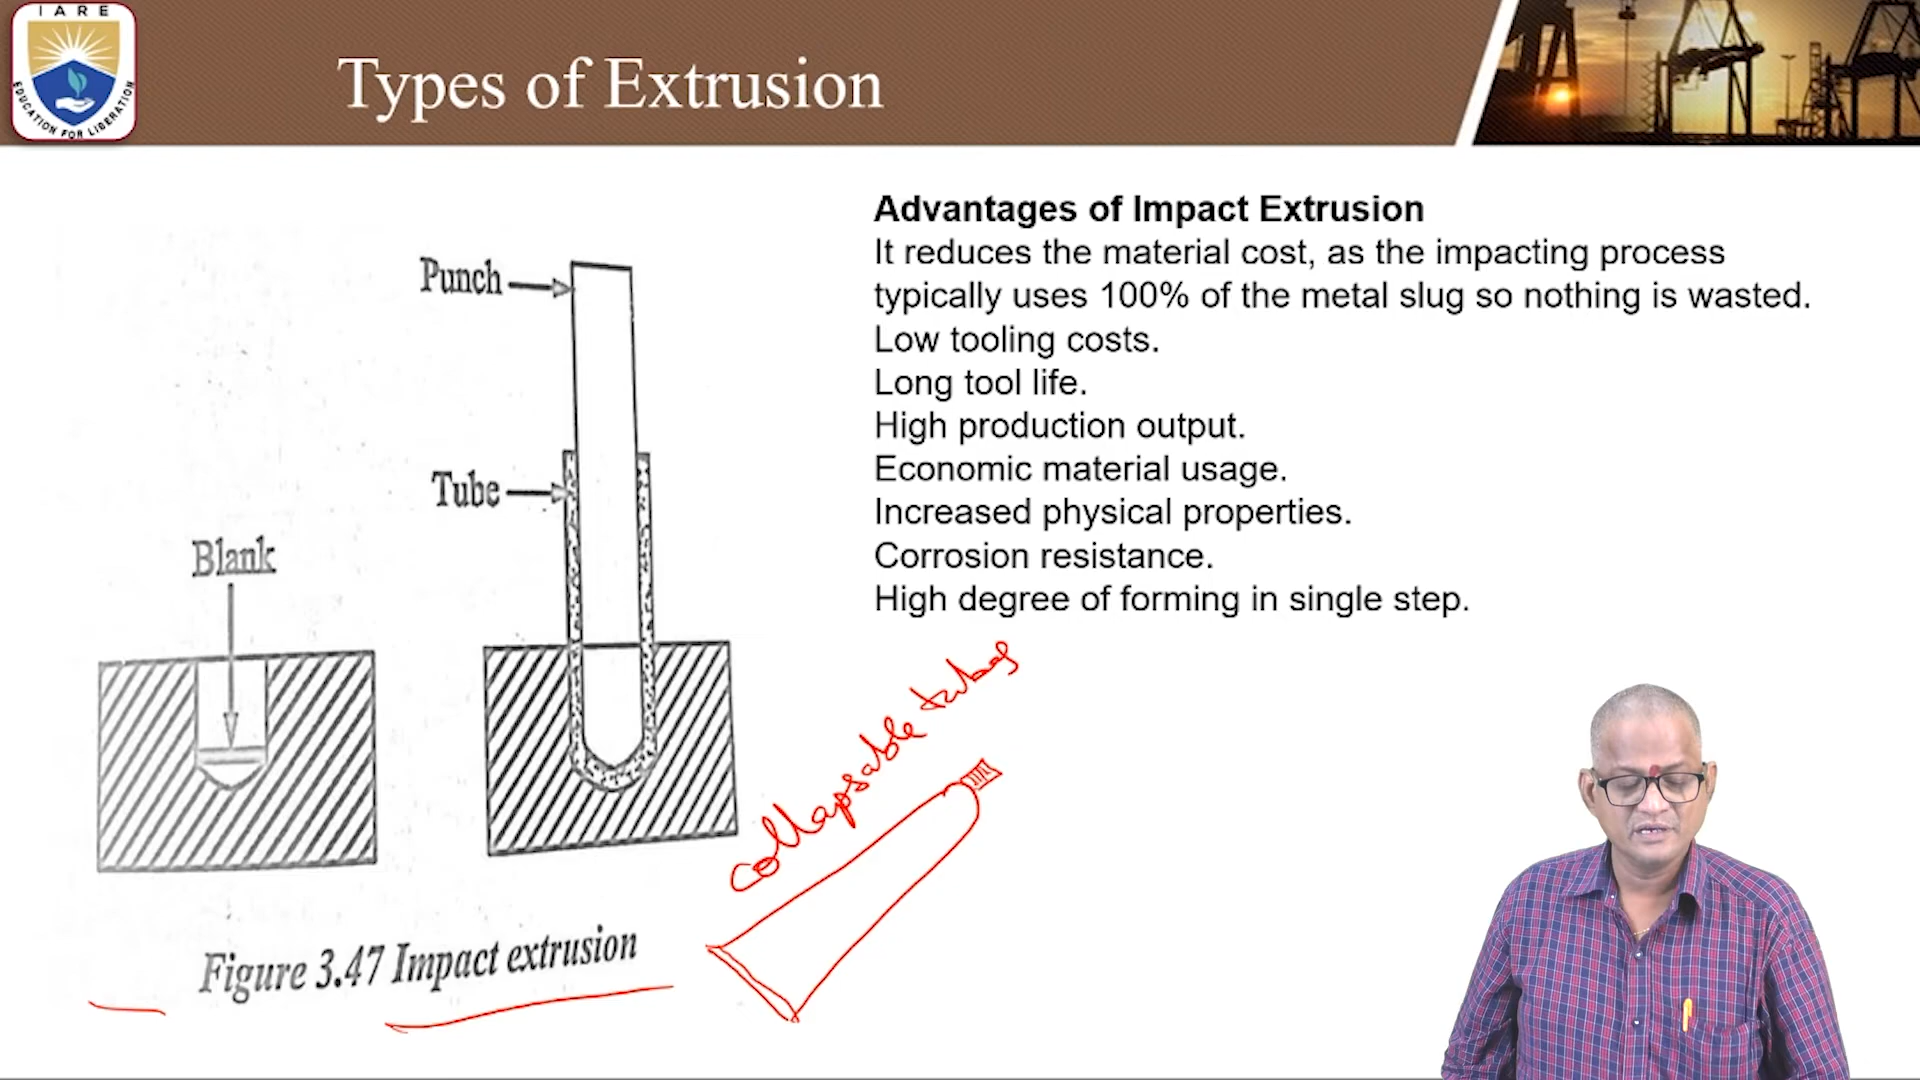 IARE
EDUCATION FOR LIBERATION
Types of Extrusion
Advantages of Impact Extrusion
It reduces the material cost, as the impacting process
typically uses 100% of the metal slug so nothing is wasted.
Low tooling costs.
Long tool life.
High production output.
Economic material usage.
Increased physical properties.
Corrosion resistance.
High degree of forming in single step.
Punch
Tube
Blank
collapsable tubes
Figure 3.47 Impact extrusion